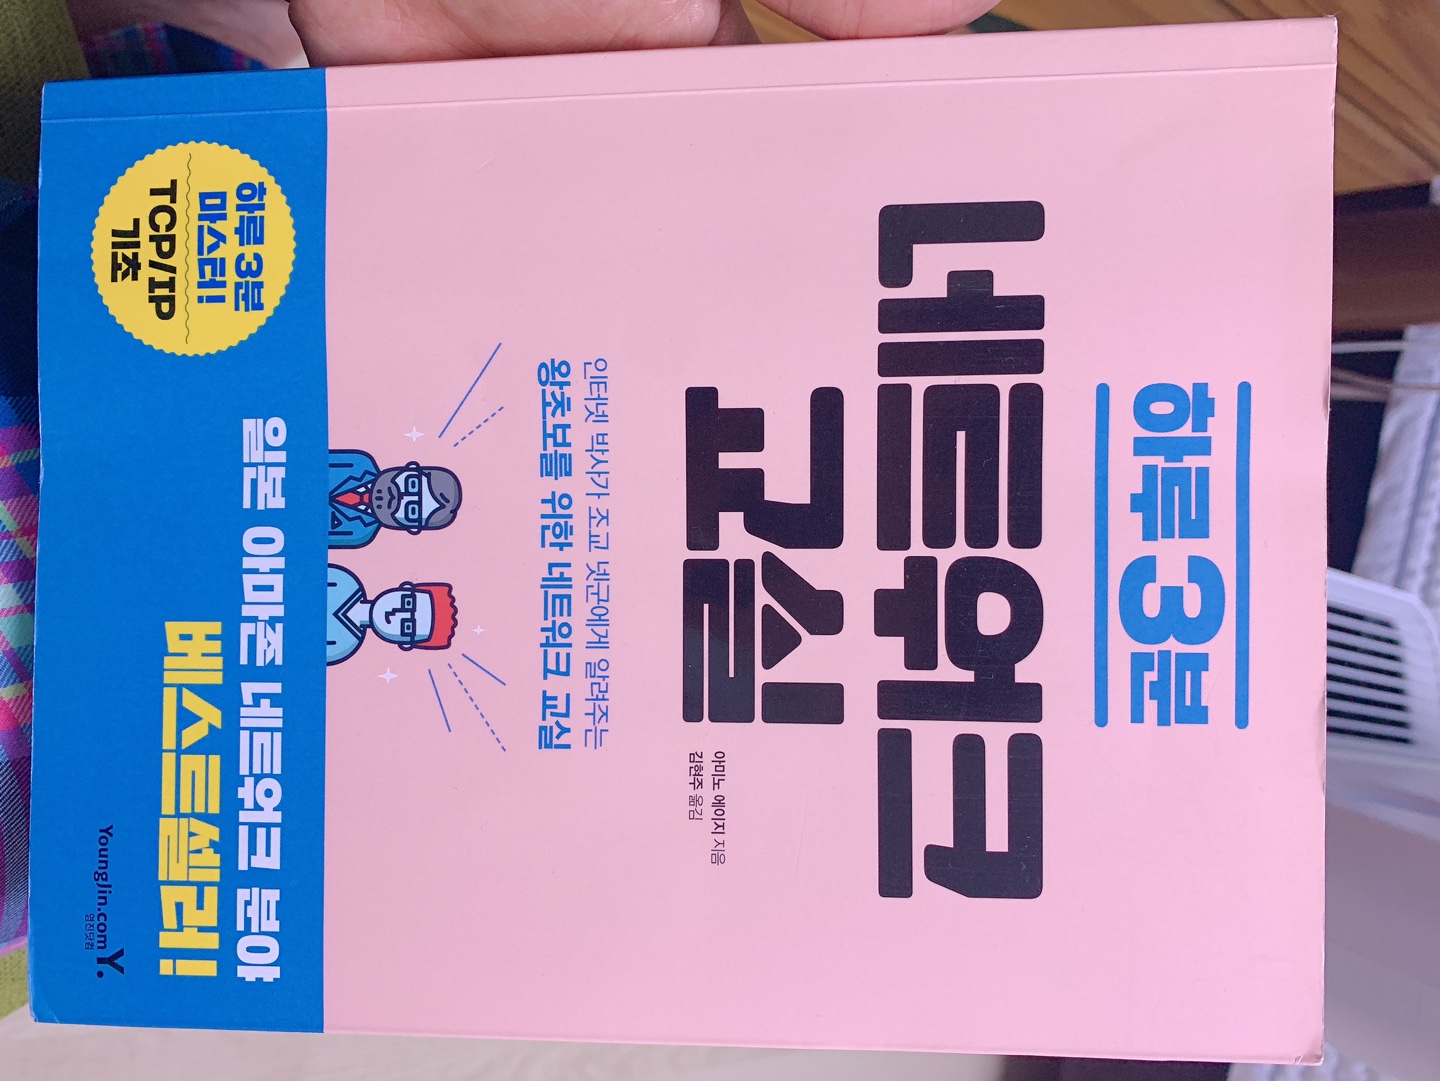 하루 3분
네트워크
교실
아미노 에이지 지음
김현주 옮김
인터넷 박사가 조교 넷군에게 알려주는
왕초보를 위한 네트워크 교실
하루 3분
마스터!
TCP/IP
기초
일본 아마존 네트워크 분야
베스트셀러!
YoungJin.com Y.
영진닷컴